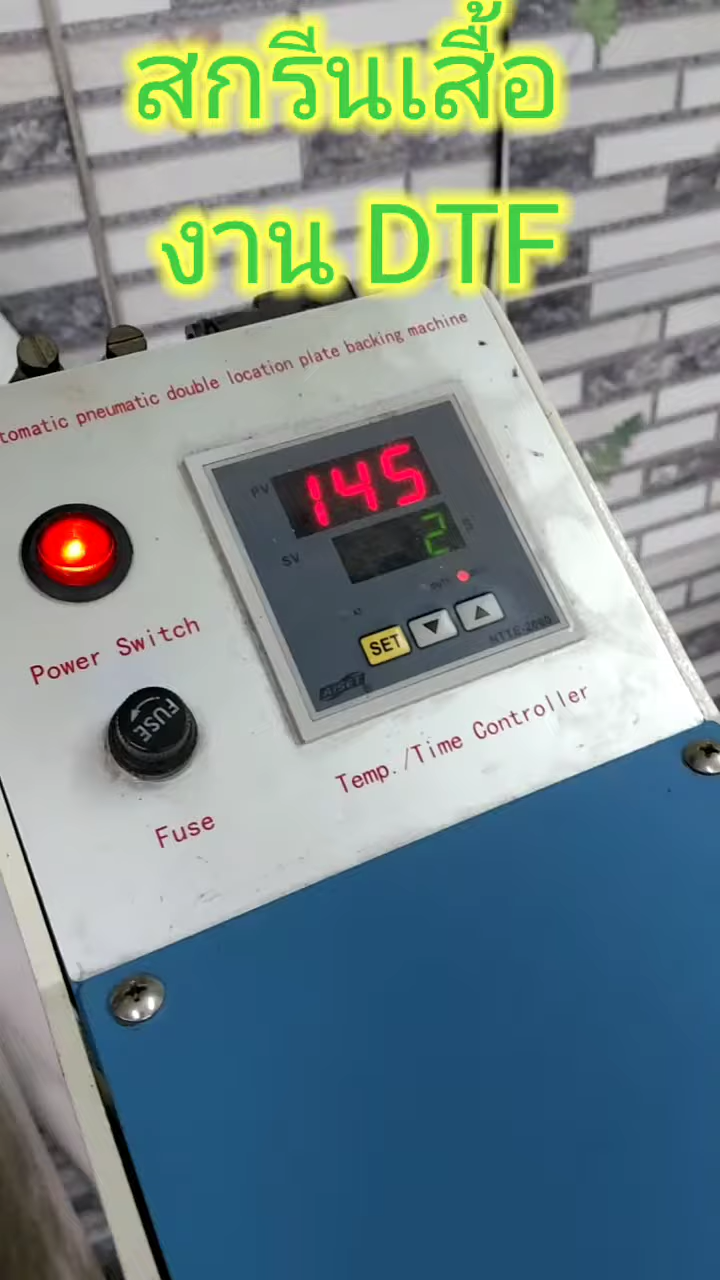 สกรีนเสื้อ
งาน DTF
tomatic pneumatic double location plate backing machine
PV 145
SV 2
SET
Power Switch
FUSE
Temp./Time Controller
Fuse